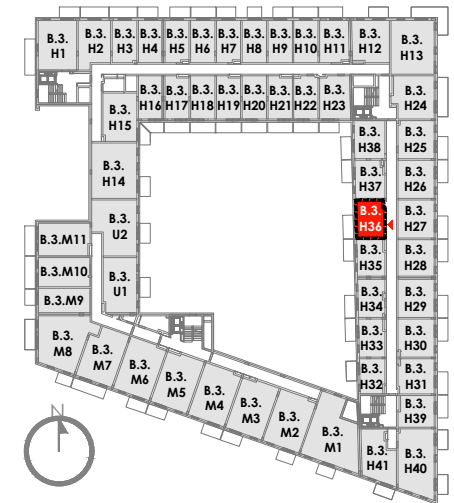 B.3.
H1
B.3.
H2
B.3.
H3
B.3.
H4
B.3.
H5
B.3.
H6
B.3.
H7
B.3.
H8
B.3.
H9
B.3.
H10
B.3.
H11
B.3.
H12
B.3.
H13
B.3.
H16
B.3.
H17
B.3.
H18
B.3.
H19
B.3.
H20
B.3.
H21
B.3.
H22
B.3.
H23
B.3.
H24
B.3.
H15
B.3.
H38
B.3.
H25
B.3.
H14
B.3.
H37
B.3.
H26
B.3.
U2
B.3.
H36
B.3.
H27
B.3.M11
B.3.
H35
B.3.
H28
B.3.M10
B.3.
U1
B.3.
H34
B.3.
H29
B.3.M9
B.3.
H33
B.3.
H30
B.3.
M8
B.3.
M7
B.3.
M6
B.3.
M5
B.3.
M4
B.3.
M3
B.3.
M2
B.3.
M1
B.3.
H32
B.3.
H31
B.3.
H39
B.3.
H41
B.3.
H40
N